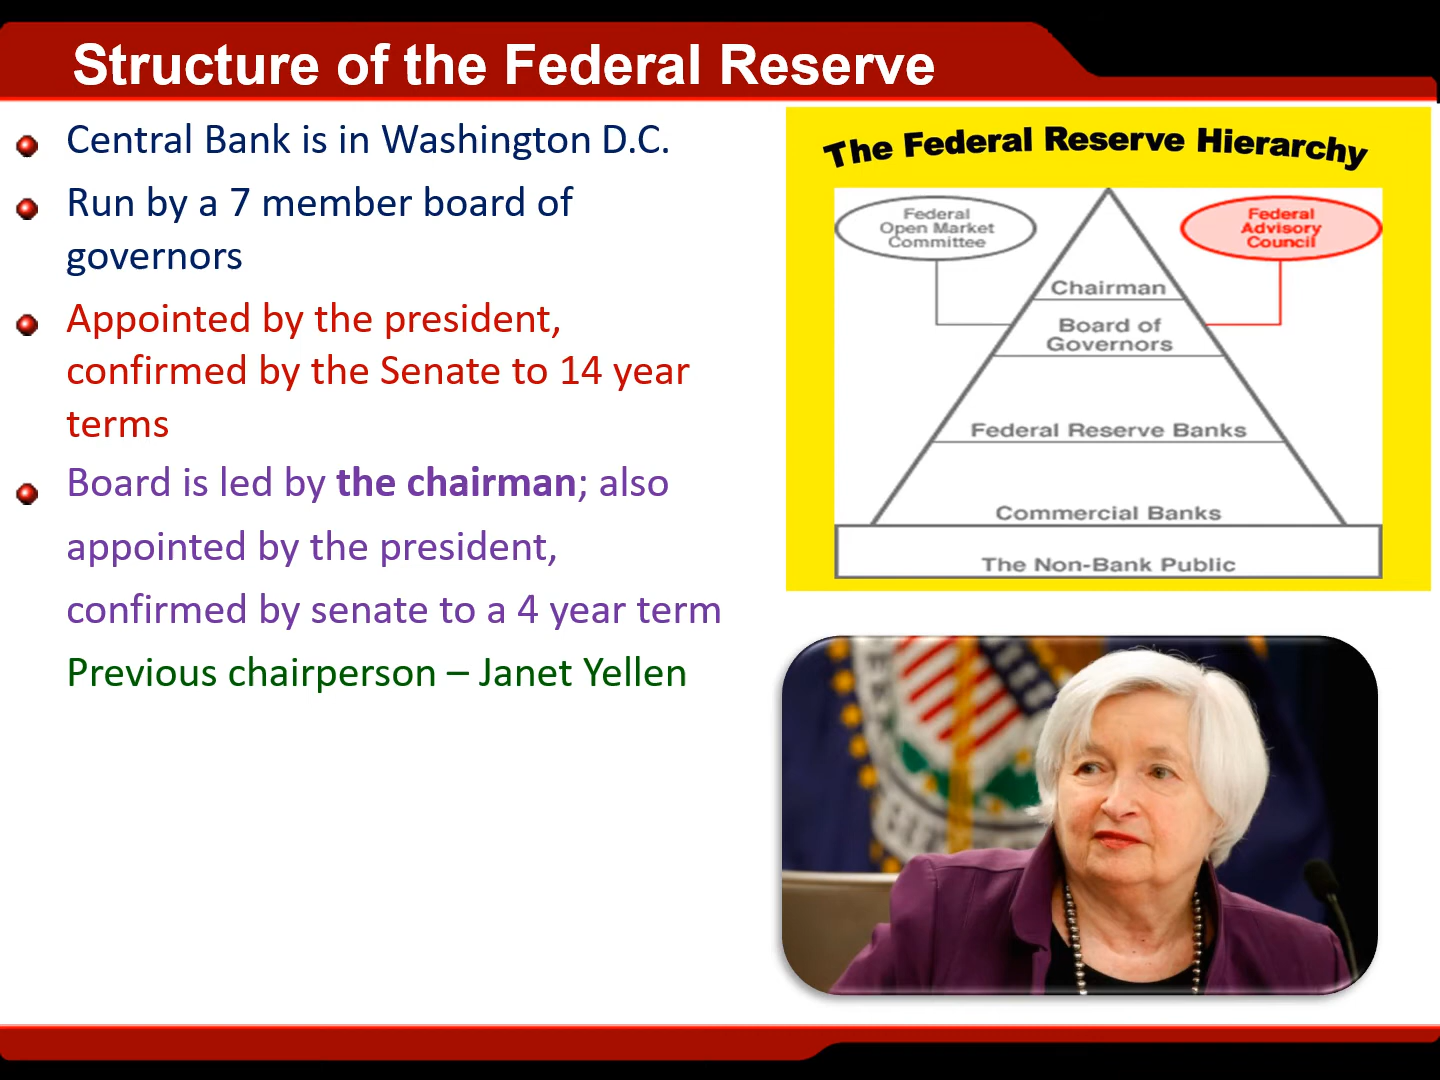 Structure of the Federal Reserve
Central Bank is in Washington D.C.
Run by a 7 member board of
governors
Appointed by the president,
confirmed by the Senate to 14 year
terms
Board is led by the chairman; also
appointed by the president,
confirmed by senate to a 4 year term
Previous chairperson – Janet Yellen
The Federal Reserve Hierarchy
Federal
Open Market
Committee
Federal
Advisory
Council
Chairman
Board of
Governors
Federal Reserve Banks
Commercial Banks
The Non-Bank Public